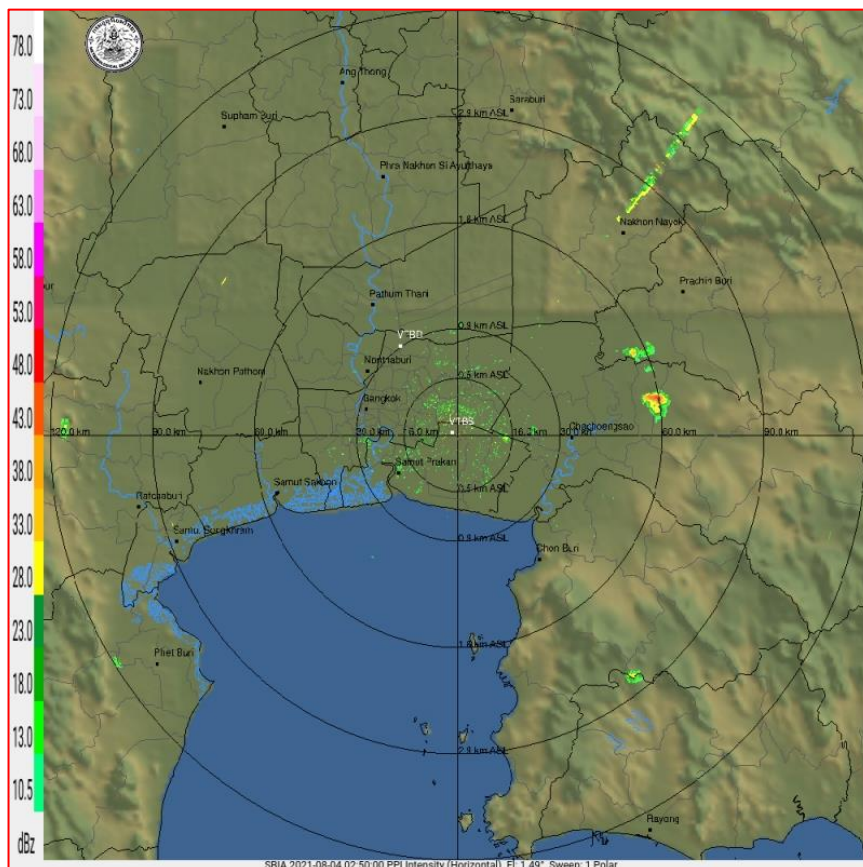 78.0
73.0
68.0
63.0
58.0
53.0
48.0
43.0
38.0
33.0
28.0
23.0
18.0
13.0
10.5
dBz
Ang Thong
Saraburi
2.9 km ASL
Suphan Buri
Phra Nakhon Si Ayutthaya
1.8 km ASL
Nakhon Nayok
Prachin Buri
Pathum Thani
0.9 km ASL
VTBD
Nonthaburi
0.5 km ASL
Nakhon Pathom
Bangkok
VTBS
Chachoengsao
120.0 km
90.0 km
60.0 km
30.0 km
16.0 km
16.0 km
30.0 km
60.0 km
90.0 km
Samut Prakan
Samut Sakhon
0.5 km ASL
Ratchaburi
Samut Songkhram
0.9 km ASL
Chon Buri
1.8 km ASL
Phet Buri
2.9 km ASL
Rayong
SBIA 2021-08-04 02:50:00 PPI Intensity (Horizontal), El: 1.49°, Sweep: 1 Polar